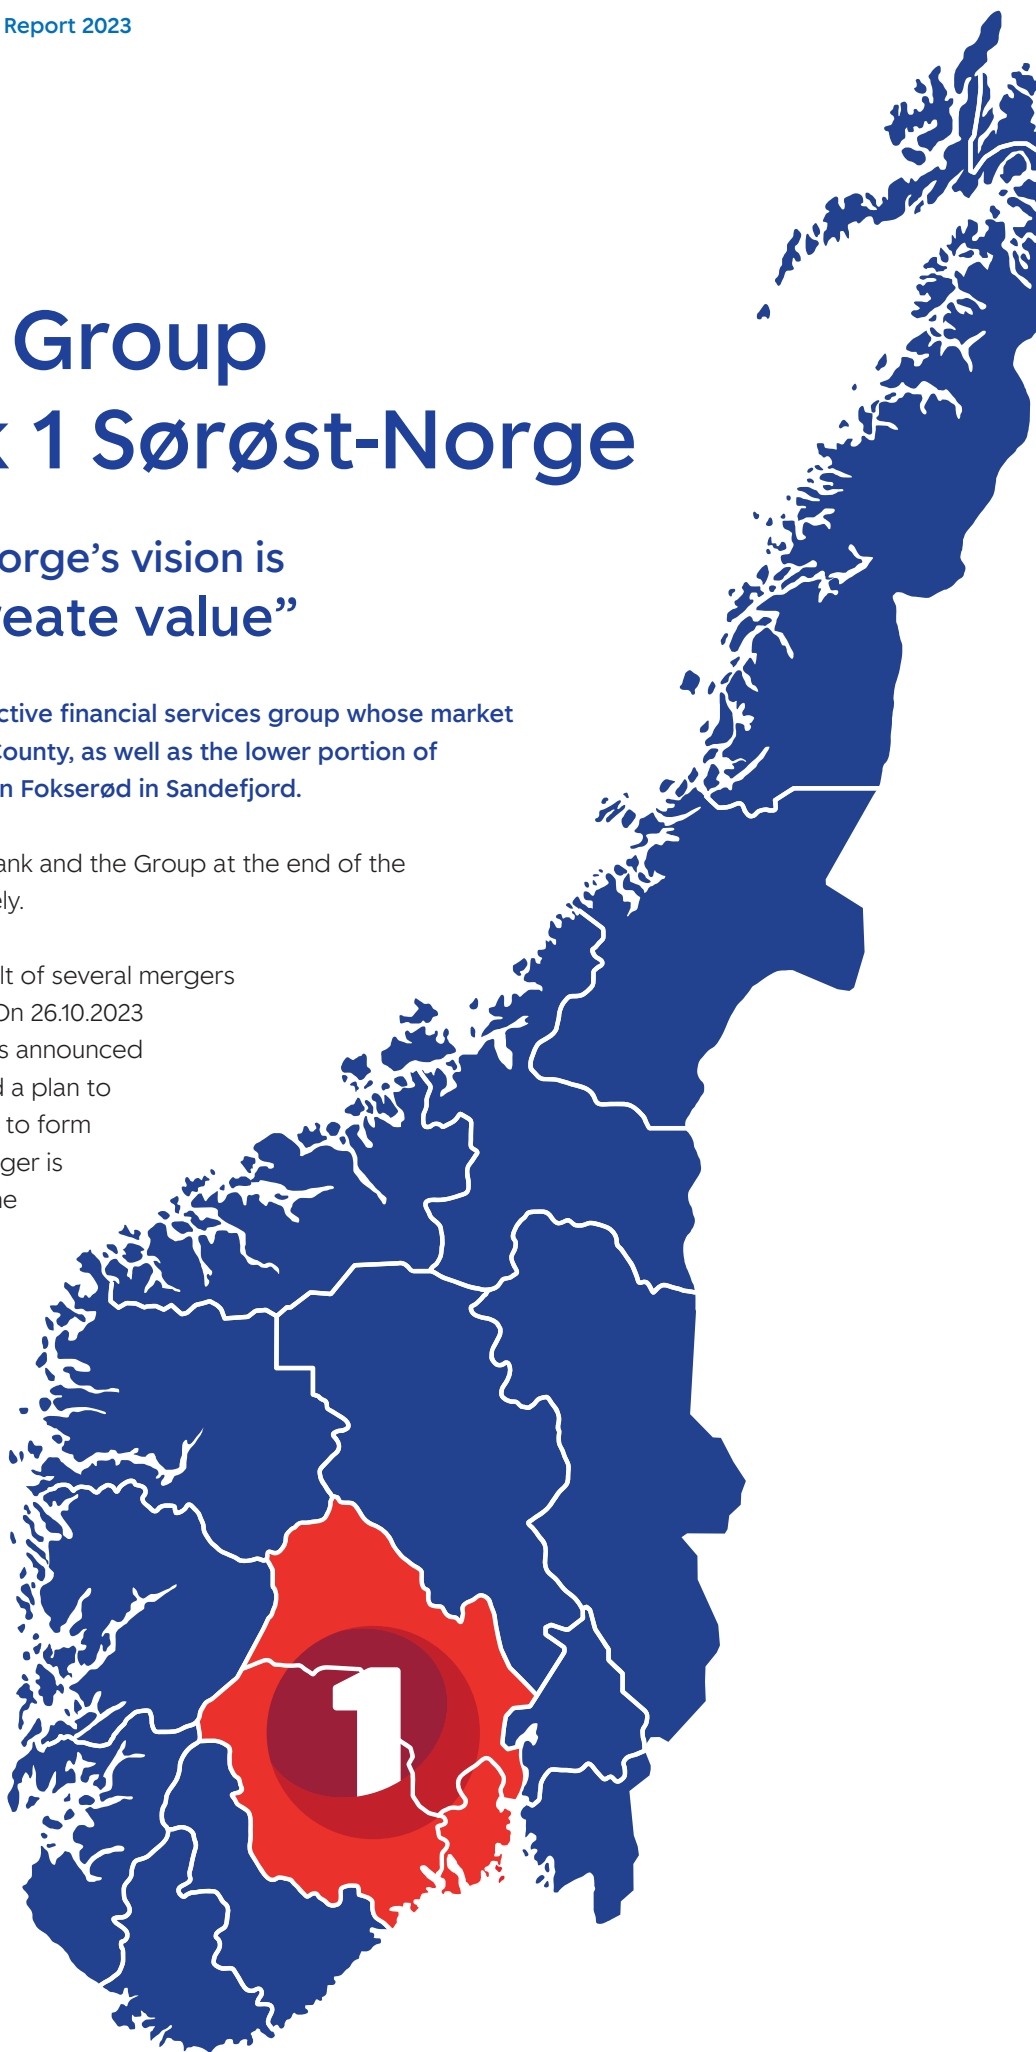 Report 2023
Group
k 1 Sørøst-Norge
orge’s vision is
eate value”
ctive financial services group whose market
County, as well as the lower portion of
n Fokserød in Sandefjord.
ank and the Group at the end of the
ely.
lt of several mergers
On 26.10.2023
s announced
d a plan to
to form
ger is
ne
1